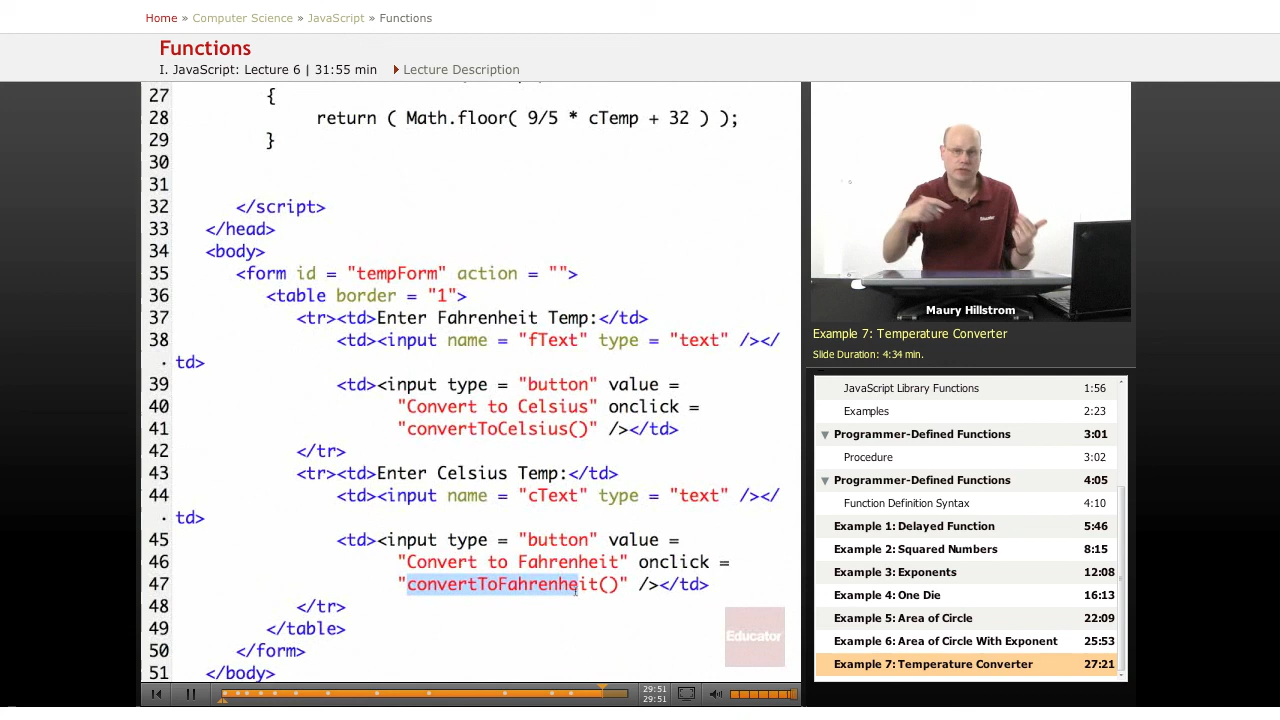 Home » Computer Science » JavaScript » Functions
Functions
I. JavaScript: Lecture 6 | 31:55 min Lecture Description
27 {
28 return ( Math.floor( 9/5 * cTemp + 32 ) );
29 }
30
31
32 </script>
33 </head>
34 <body>
35 <form id = "tempForm" action = "">
36 <table border = "1">
37 <tr><td>Enter Fahrenheit Temp:</td>
38 <td><input name = "fText" type = "text" /></
· td>
39 <td><input type = "button" value =
40 "Convert to Celsius" onclick =
41 "convertToCelsius()" /></td>
42 </tr>
43 <tr><td>Enter Celsius Temp:</td>
44 <td><input name = "cText" type = "text" /></
· td>
45 <td><input type = "button" value =
46 "Convert to Fahrenheit" onclick =
47 "convertToFahrenheit()" /></td>
48 </tr>
49 </table>
50 </form>
51 </body>
Educator
29:51
29:51
Educator
Maury Hillstrom
Example 7: Temperature Converter
Slide Duration: 4:34 min.
JavaScript Library Functions 1:56
Examples 2:23
Programmer-Defined Functions 3:01
Procedure 3:02
Programmer-Defined Functions 4:05
Function Definition Syntax 4:10
Example 1: Delayed Function 5:46
Example 2: Squared Numbers 8:15
Example 3: Exponents 12:08
Example 4: One Die 16:13
Example 5: Area of Circle 22:09
Example 6: Area of Circle With Exponent 25:53
Example 7: Temperature Converter 27:21